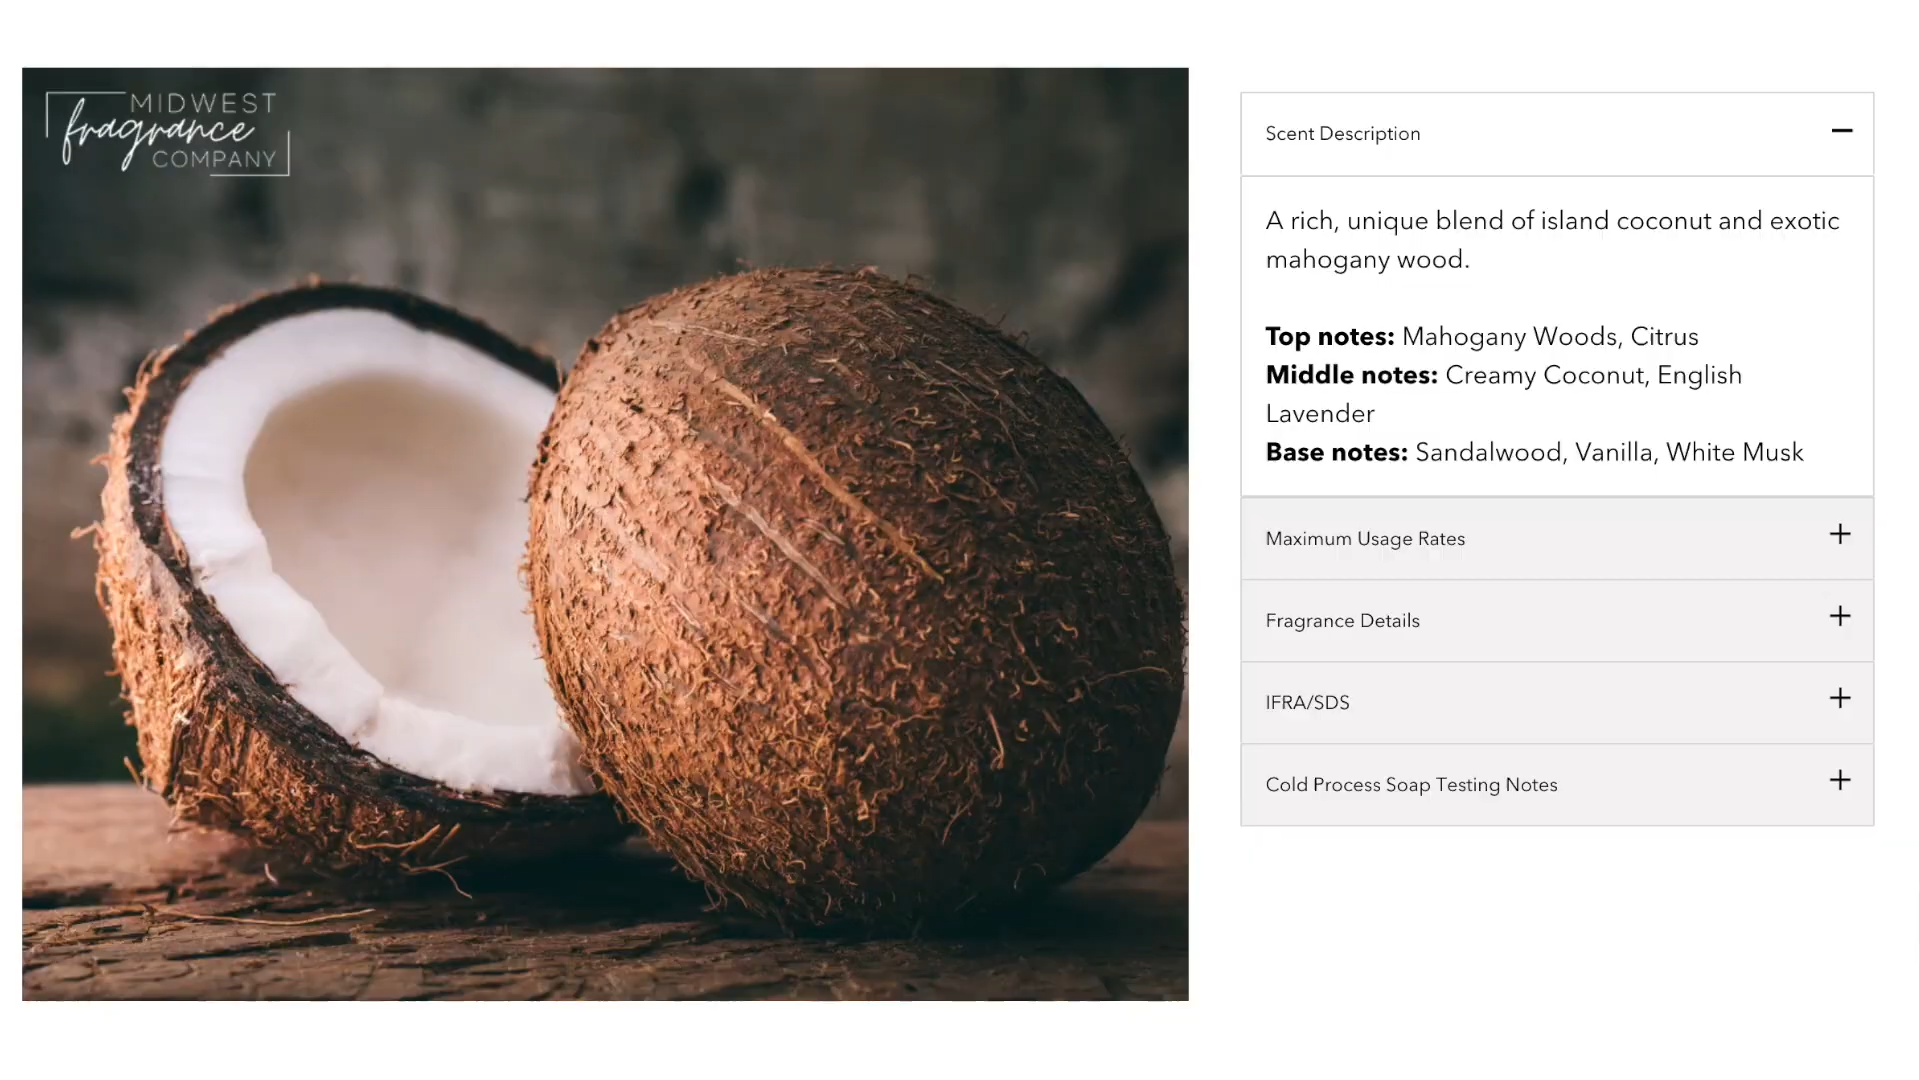 MIDWEST
fragrance
COMPANY
Scent Description
A rich, unique blend of island coconut and exotic
mahogany wood.
Top notes: Mahogany Woods, Citrus
Middle notes: Creamy Coconut, English
Lavender
Base notes: Sandalwood, Vanilla, White Musk
Maximum Usage Rates
Fragrance Details
IFRA/SDS
Cold Process Soap Testing Notes